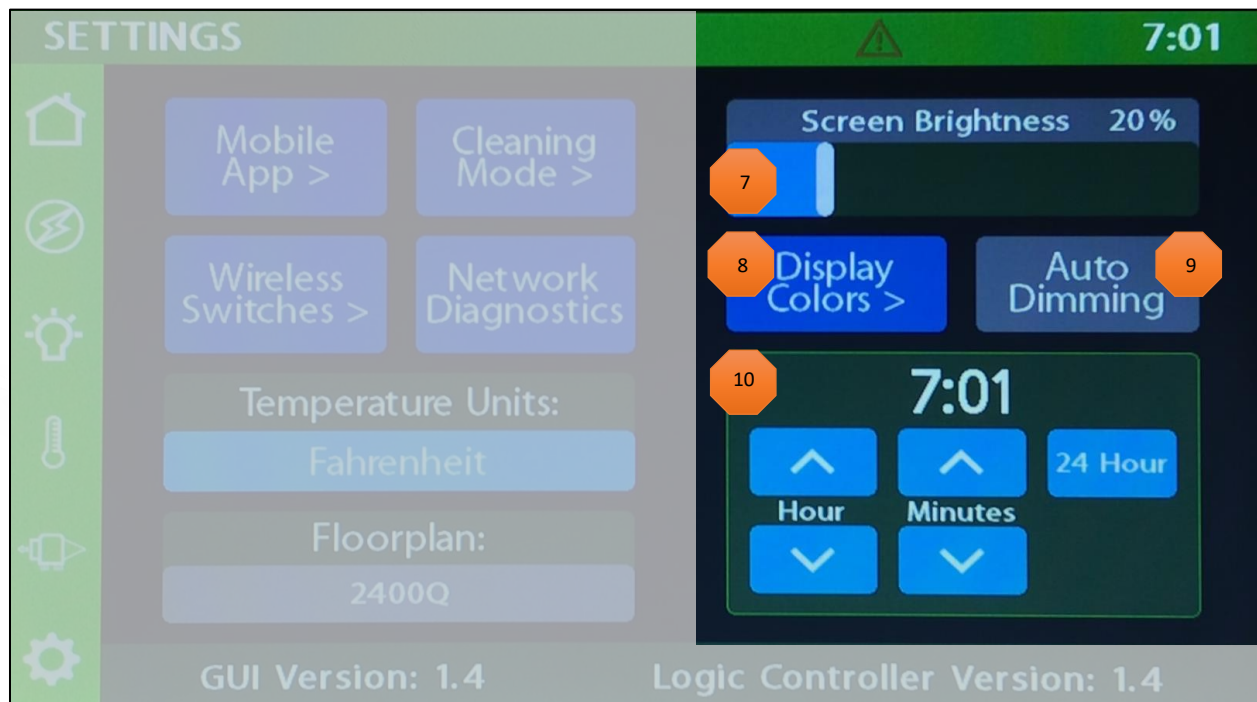 SETTINGS
7:01
Mobile
App >
Cleaning
Mode >
Screen Brightness 20%
7
Wireless
Switches >
Network
Diagnostics
8
Display
Colors >
Auto
Dimming
9
Temperature Units:
Fahrenheit
10
7:01
24 Hour
Hour
Minutes
Floorplan:
2400Q
GUI Version: 1.4
Logic Controller Version: 1.4